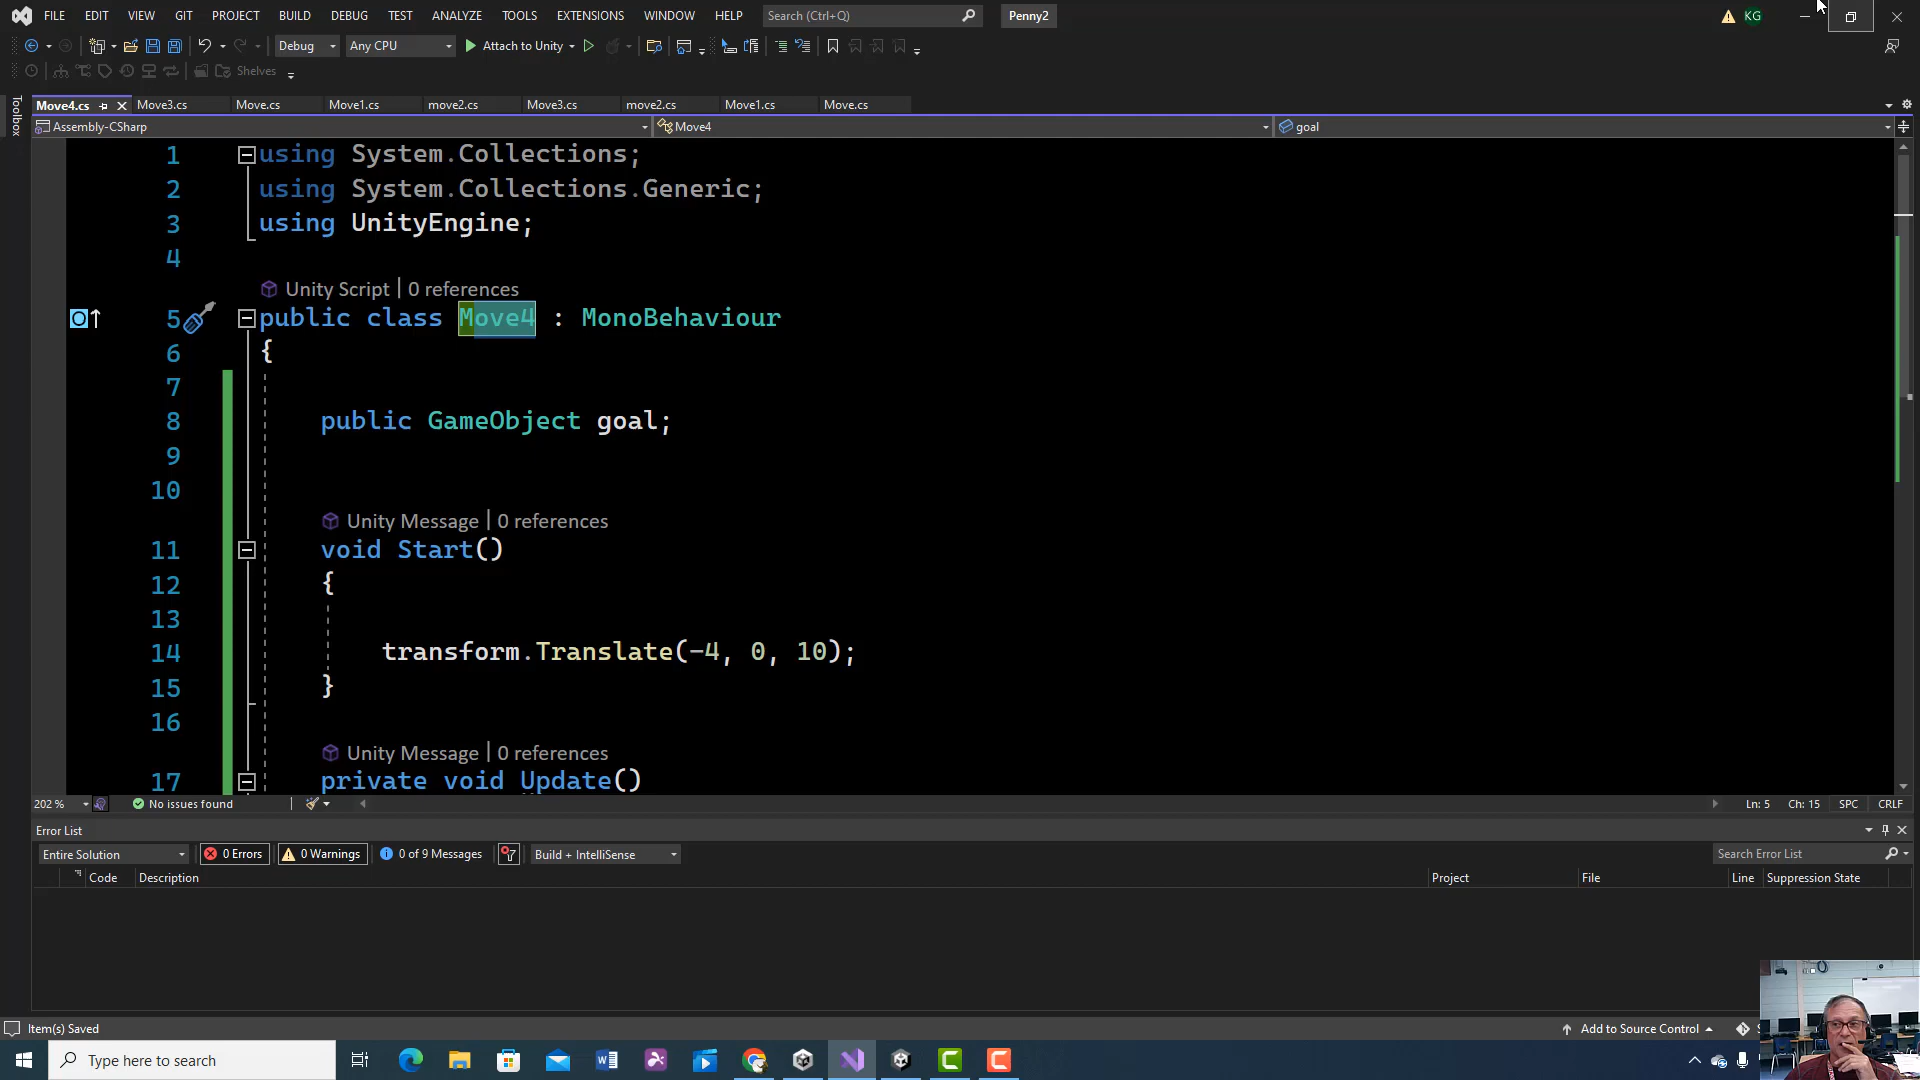 FILE EDIT VIEW GIT PROJECT BUILD DEBUG TEST ANALYZE TOOLS EXTENSIONS WINDOW HELP Search (Ctrl+Q) Penny2 KG
Debug Any CPU Attach to Unity
Shelves
Toolbox
Move4.cs Move3.cs Move.cs Move1.cs move2.cs Move3.cs move2.cs Move1.cs Move.cs
Assembly-CSharp Move4 goal
1 using System.Collections;
2 using System.Collections.Generic;
3 using UnityEngine;
4
Unity Script | 0 references
5 public class Move4 : MonoBehaviour
6 {
7
8 public GameObject goal;
9
10
Unity Message | 0 references
11 void Start()
12 {
13
14 transform.Translate(-4, 0, 10);
15 }
16
Unity Message | 0 references
17 private void Update()
202 % No issues found Ln: 5 Ch: 15 SPC CRLF
Error List
Entire Solution 0 Errors 0 Warnings 0 of 9 Messages Build + IntelliSense Search Error List
Code Description Project File Line Suppression State
Item(s) Saved Add to Source Control
Type here to search